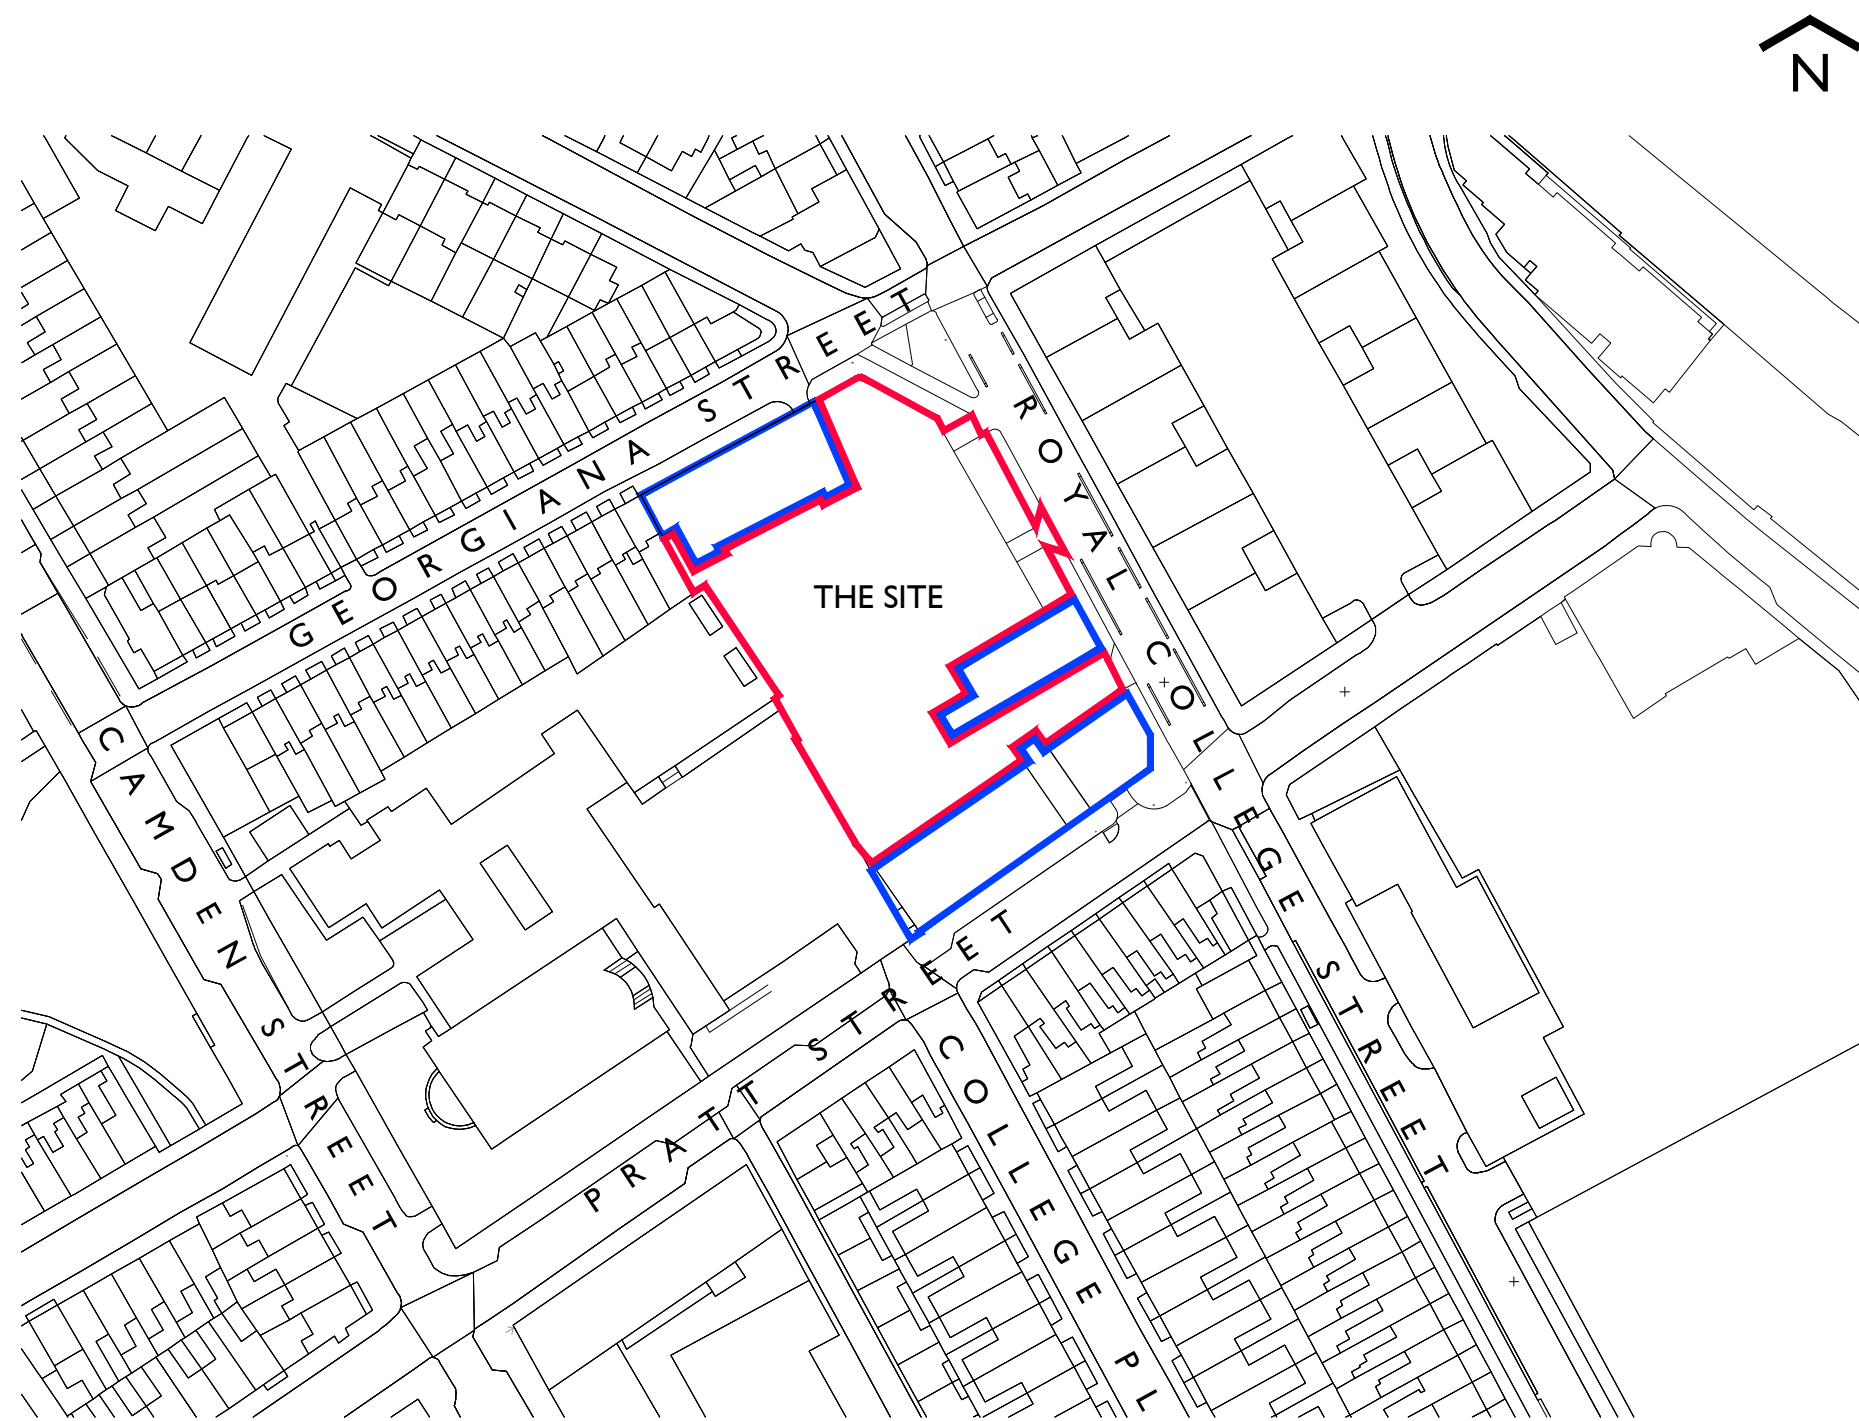 N
GEORGIANA STREET
ROYAL COLLEGE STREET
THE SITE
CAMDEN STREET
PRATT STREET
COLLEGE PL